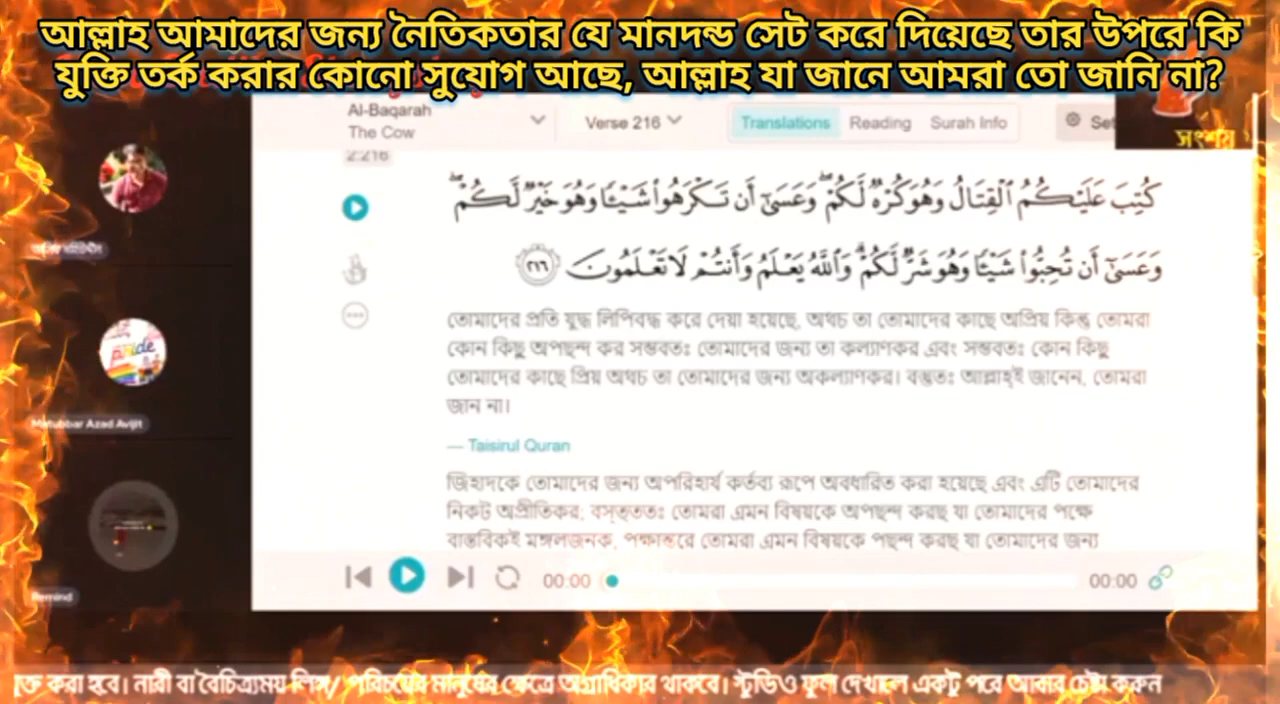 আল্লাহ আমাদের জন্য নৈতিকতার যে মানদন্ড সেট করে দিয়েছে তার উপরে কি
যুক্তি তর্ক করার কোনো সুযোগ আছে, আল্লাহ যা জানে আমরা তো জানি না?
Al-Baqarah
The Cow
Verse 216
Translations Reading Surah Info
Set
সংশয়
2:216
كُتِبَ عَلَيْكُمُ ٱلْقِتَالُ وَهُوَ كُرْهٌ لَّكُمْ ۖ وَعَسَىٰٓ أَن تَكْرَهُوا۟ شَيْـًٔا وَهُوَ خَيْرٌ لَّكُمْ ۖ
وَعَسَىٰٓ أَن تُحِبُّوا۟ شَيْـًٔا وَهُوَ شَرٌّ لَّكُمْ ۗ وَٱللَّهُ يَعْلَمُ وَأَنتُمْ لَا تَعْلَمُونَ ٢١٦
তোমাদের প্রতি যুদ্ধ লিপিবদ্ধ করে দেয়া হয়েছে, অথচ তা তোমাদের কাছে অপ্রিয় কিন্তু তোমরা
কোন কিছু অপছন্দ কর সম্ভবতঃ তোমাদের জন্য তা কল্যাণকর এবং সম্ভবতঃ কোন কিছু
তোমাদের কাছে প্রিয় অথচ তা তোমাদের জন্য অকল্যাণকর। বস্তুতঃ আল্লাহ্ই জানেন, তোমরা
জান না।
— Taisirul Quran
জিহাদকে তোমাদের জন্য অপরিহার্য কর্তব্য রূপে অবধারিত করা হয়েছে এবং এটি তোমাদের
নিকট অপ্রীতিকর; বস্তুততঃ তোমরা এমন বিষয়কে অপছন্দ করছ যা তোমাদের পক্ষে
বাস্তবিকই মঙ্গলজনক, পক্ষান্তরে তোমরা এমন বিষয়কে পছন্দ করছ যা তোমাদের জন্য
00:00 00:00
pride
Matubbar Azad Avijit
Remind
করা হবে। নারী বা বৈচিত্র্যময় লিঙ্গ/ পরিচয়ের মানুষের ক্ষেত্রে অগ্রাধিকার থাকবে। স্টুডিও ফুল দেখালে একটু পরে আবার চেষ্টা করুন